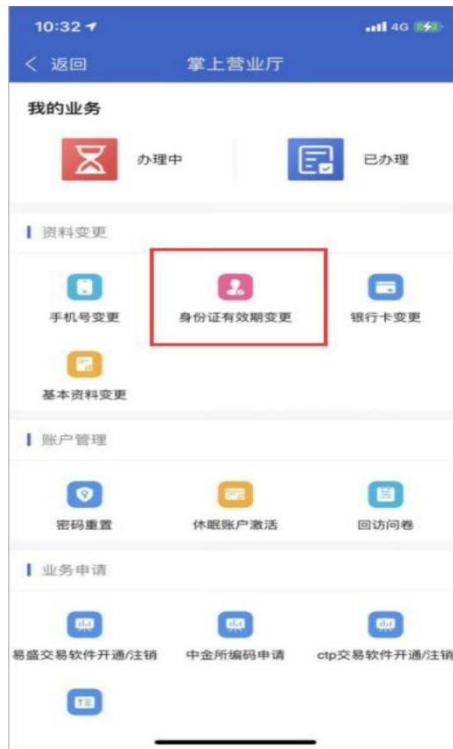 10:32 4G
返回 掌上营业厅
我的业务
办理中 已办理
资料变更
手机号变更 身份证有效期变更 银行卡变更
基本资料变更
账户管理
密码重置 休眠账户激活 回访问卷
业务申请
易盛交易软件开通/注销 中金所编码申请 ctp交易软件开通/注销